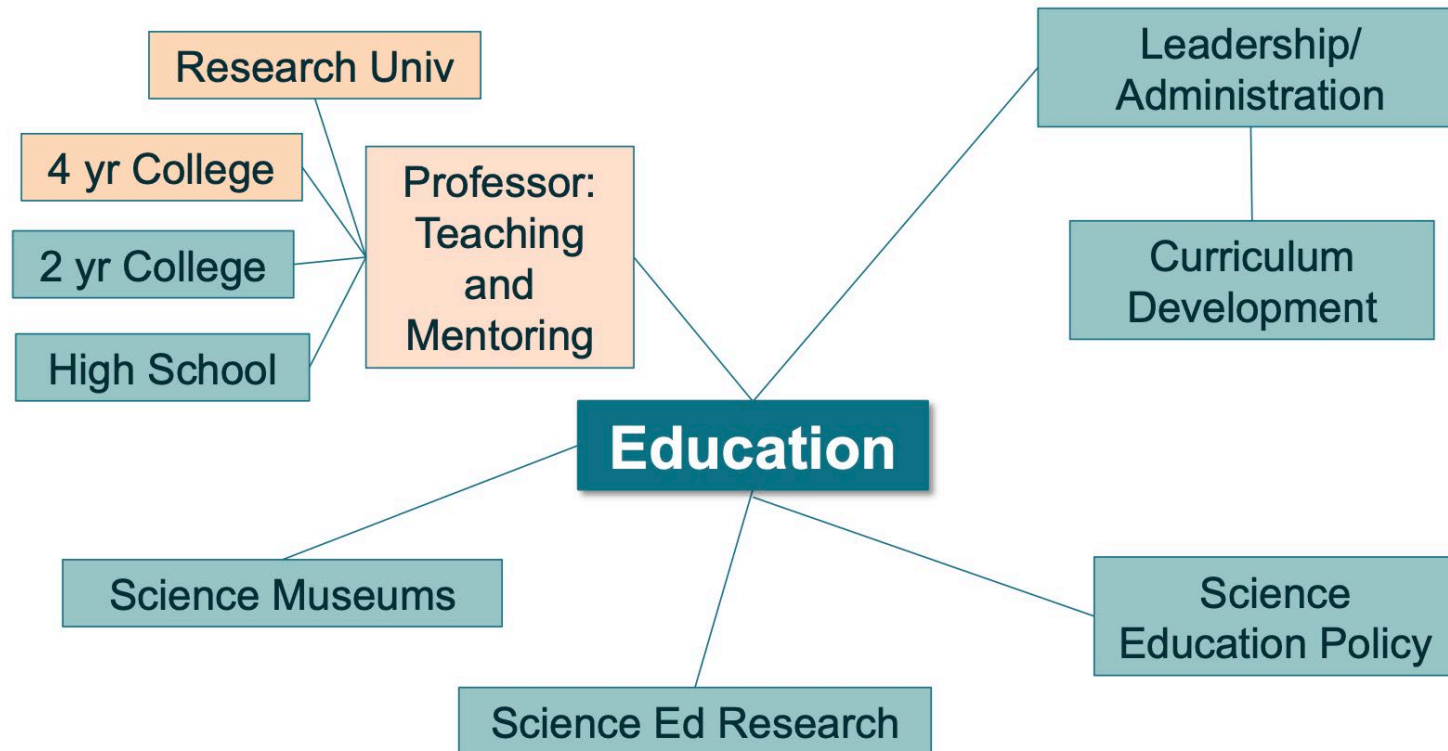 Research Univ
4 yr College
2 yr College
High School
Professor:
Teaching
and
Mentoring
Leadership/
Administration
Curriculum
Development
Education
Science Museums
Science Ed Research
Science
Education Policy